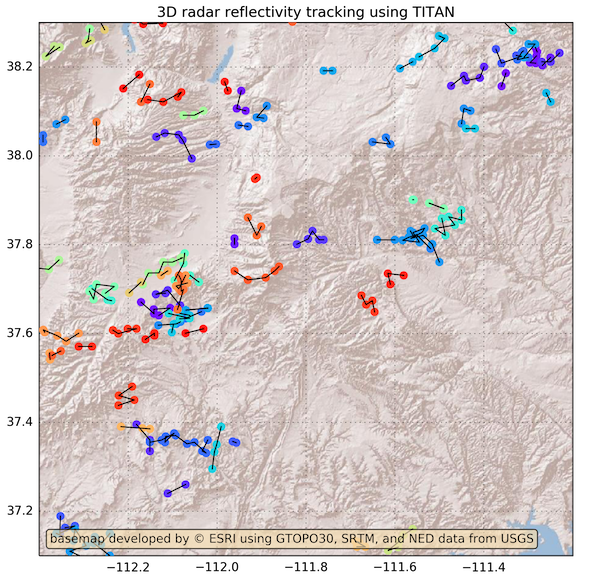 3D radar reflectivity tracking using TITAN
38.2
38.0
37.8
37.6
37.4
37.2
basemap developed by © ESRI using GTOPO30, SRTM, and NED data from USGS
−112.2 −112.0 −111.8 −111.6 −111.4